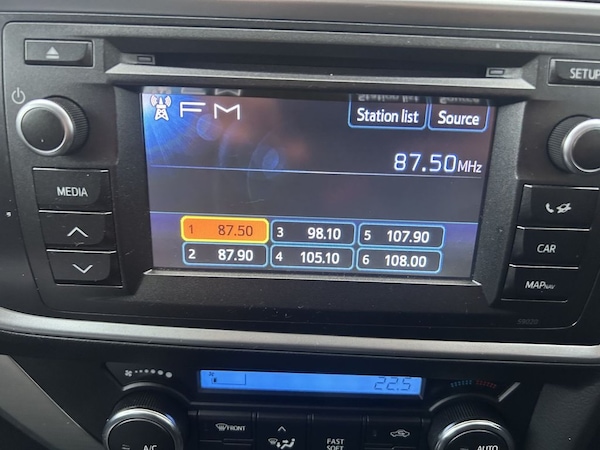 SETUP
FM
Station list
Source
87.50MHz
MEDIA
1 87.50
3 98.10
5 107.90
2 87.90
4 105.10
6 108.00
CAR
MAP NAV
22.5
FRONT
A/C
FAST
SOFT
AUTO